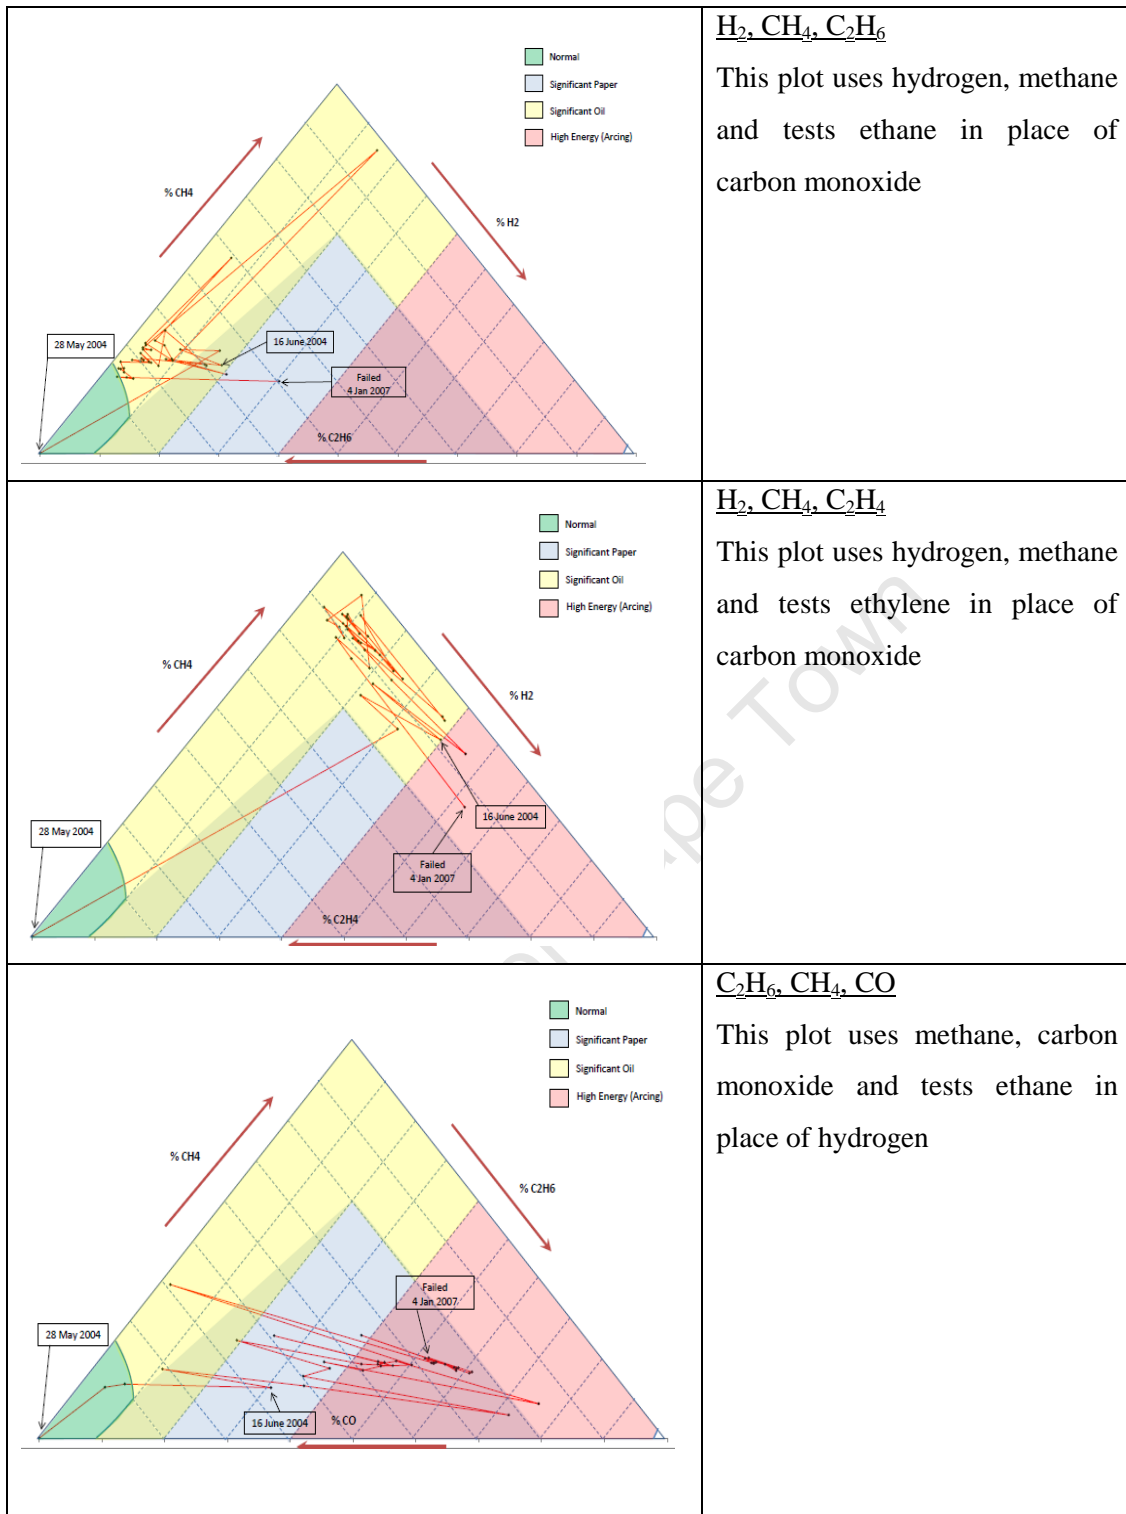 Normal
Significant Paper
Significant Oil
High Energy (Arcing)
% CH4
% H2
28 May 2004
16 June 2004
Failed
4 Jan 2007
% C2H6
H2, CH4, C2H6
This plot uses hydrogen, methane
and tests ethane in place of
carbon monoxide
Normal
Significant Paper
Significant Oil
High Energy (Arcing)
% CH4
% H2
16 June 2004
28 May 2004
Failed
4 Jan 2007
% C2H4
H2, CH4, C2H4
This plot uses hydrogen, methane
and tests ethylene in place of
carbon monoxide
Normal
Significant Paper
Significant Oil
High Energy (Arcing)
% CH4
% C2H6
Failed
4 Jan 2007
28 May 2004
16 June 2004
% CO
C2H6, CH4, CO
This plot uses methane, carbon
monoxide and tests ethane in
place of hydrogen
Town